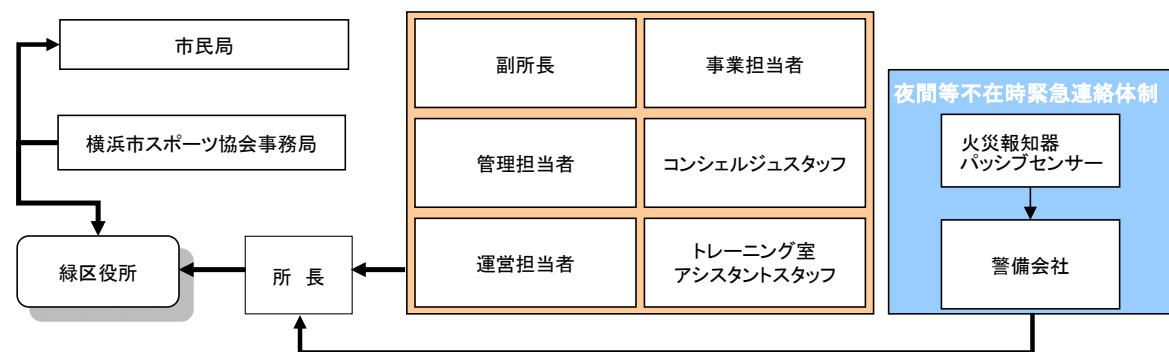 市民局
横浜市スポーツ協会事務局
緑区役所
所 長
副所長
事業担当者
管理担当者
コンシェルジュスタッフ
運営担当者
トレーニング室
アシスタントスタッフ
夜間等不在時緊急連絡体制
火災報知器
パッシブセンサー
警備会社